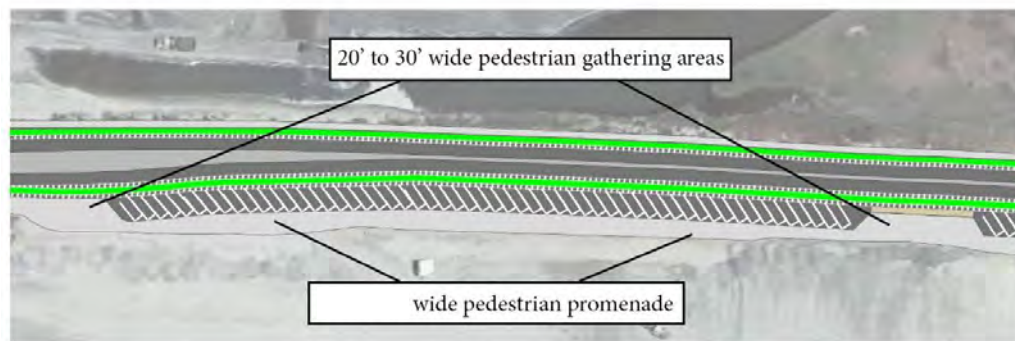 20’ to 30’ wide pedestrian gathering areas
wide pedestrian promenade